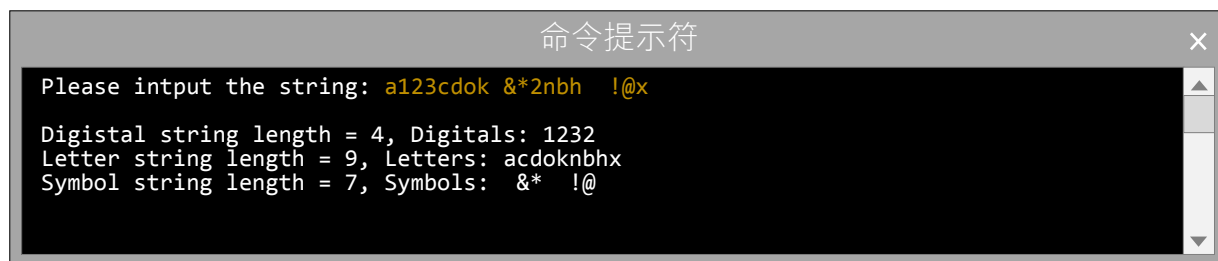 命令提示符
Please intput the string: a123cdok &*2nbh  !@x
Digistal string length = 4, Digitals: 1232
Letter string length = 9, Letters: acdoknbhx
Symbol string length = 7, Symbols:  &*  !@